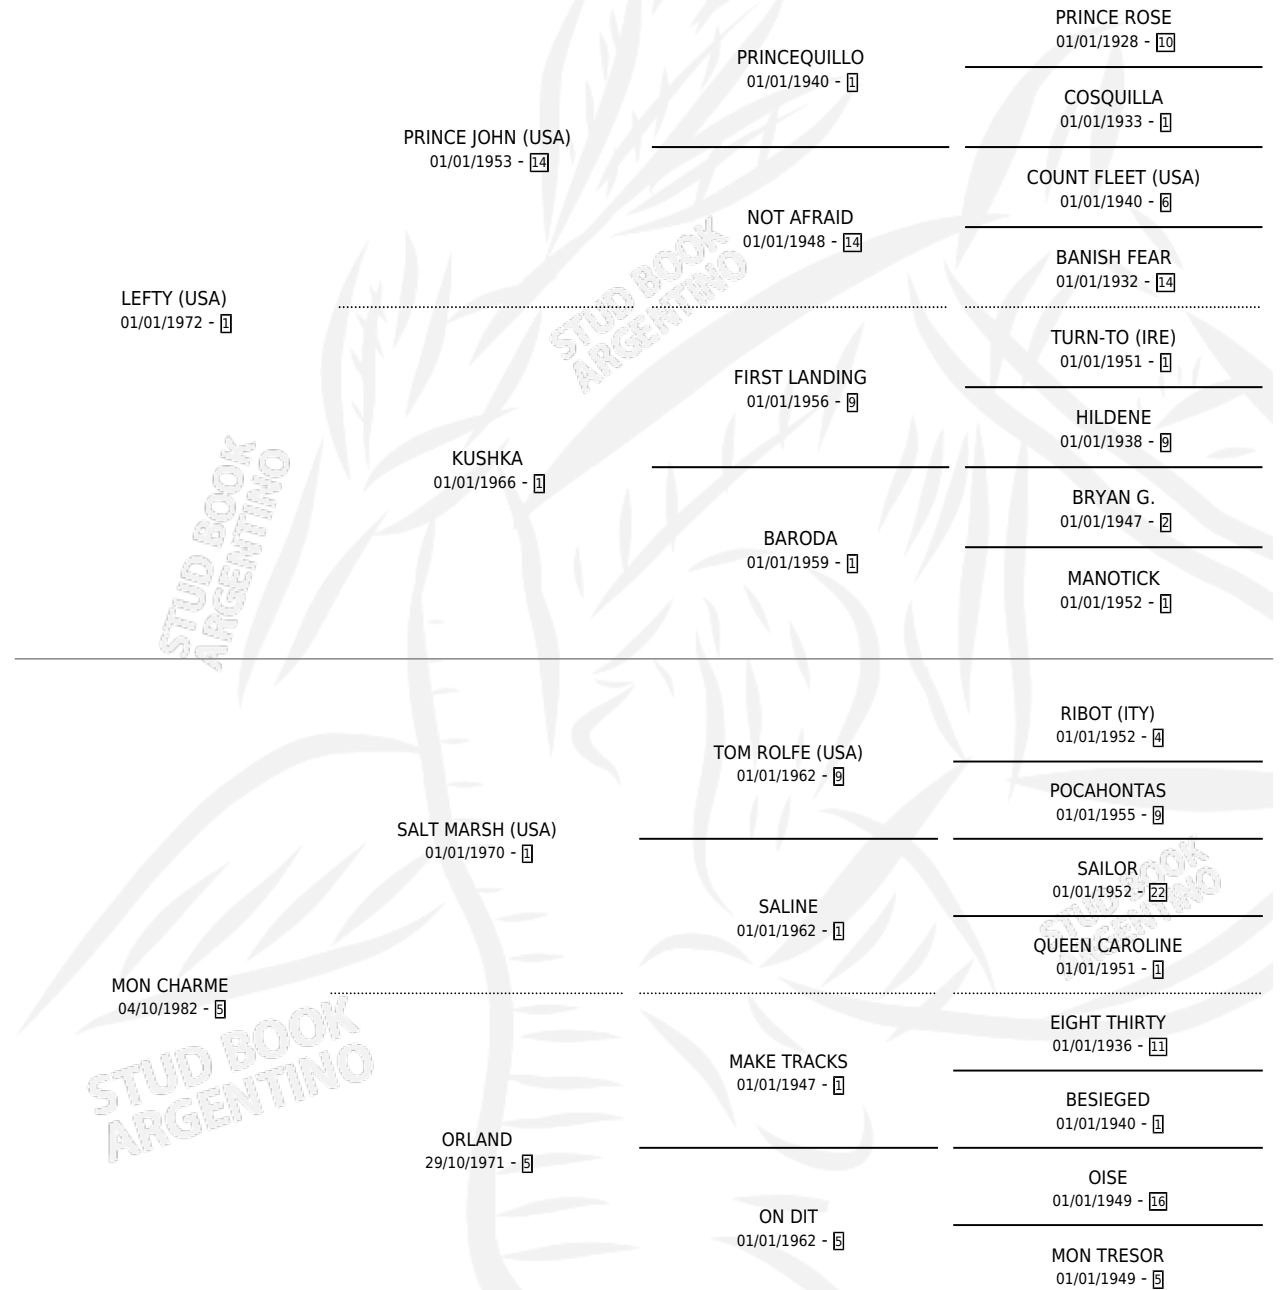 PRINCE ROSE
01/01/1928 - 10
PRINCEQUILLO
01/01/1940 - 1
COSQUILLA
01/01/1933 - 1
PRINCE JOHN (USA)
01/01/1953 - 14
COUNT FLEET (USA)
01/01/1940 - 6
NOT AFRAID
01/01/1948 - 14
BANISH FEAR
01/01/1932 - 14
LEFTY (USA)
01/01/1972 - 1
TURN-TO (IRE)
01/01/1951 - 1
FIRST LANDING
01/01/1956 - 9
HILDENE
01/01/1938 - 9
KUSHKA
01/01/1966 - 1
BRYAN G.
01/01/1947 - 2
BARODA
01/01/1959 - 1
MANOTICK
01/01/1952 - 1
RIBOT (ITY)
01/01/1952 - 4
TOM ROLFE (USA)
01/01/1962 - 9
POCAHONTAS
01/01/1955 - 9
SALT MARSH (USA)
01/01/1970 - 1
SAILOR
01/01/1952 - 22
SALINE
01/01/1962 - 1
QUEEN CAROLINE
01/01/1951 - 1
MON CHARME
04/10/1982 - 5
EIGHT THIRTY
01/01/1936 - 11
MAKE TRACKS
01/01/1947 - 1
BESIEGED
01/01/1940 - 1
ORLAND
29/10/1971 - 5
OISE
01/01/1949 - 16
ON DIT
01/01/1962 - 5
MON TRESOR
01/01/1949 - 5
STUD BOOK
ARGENTINO
STUD BOOK
ARGENTINO
STUD BOOK
ARGENTINO
STUD BOOK
ARGENTINO